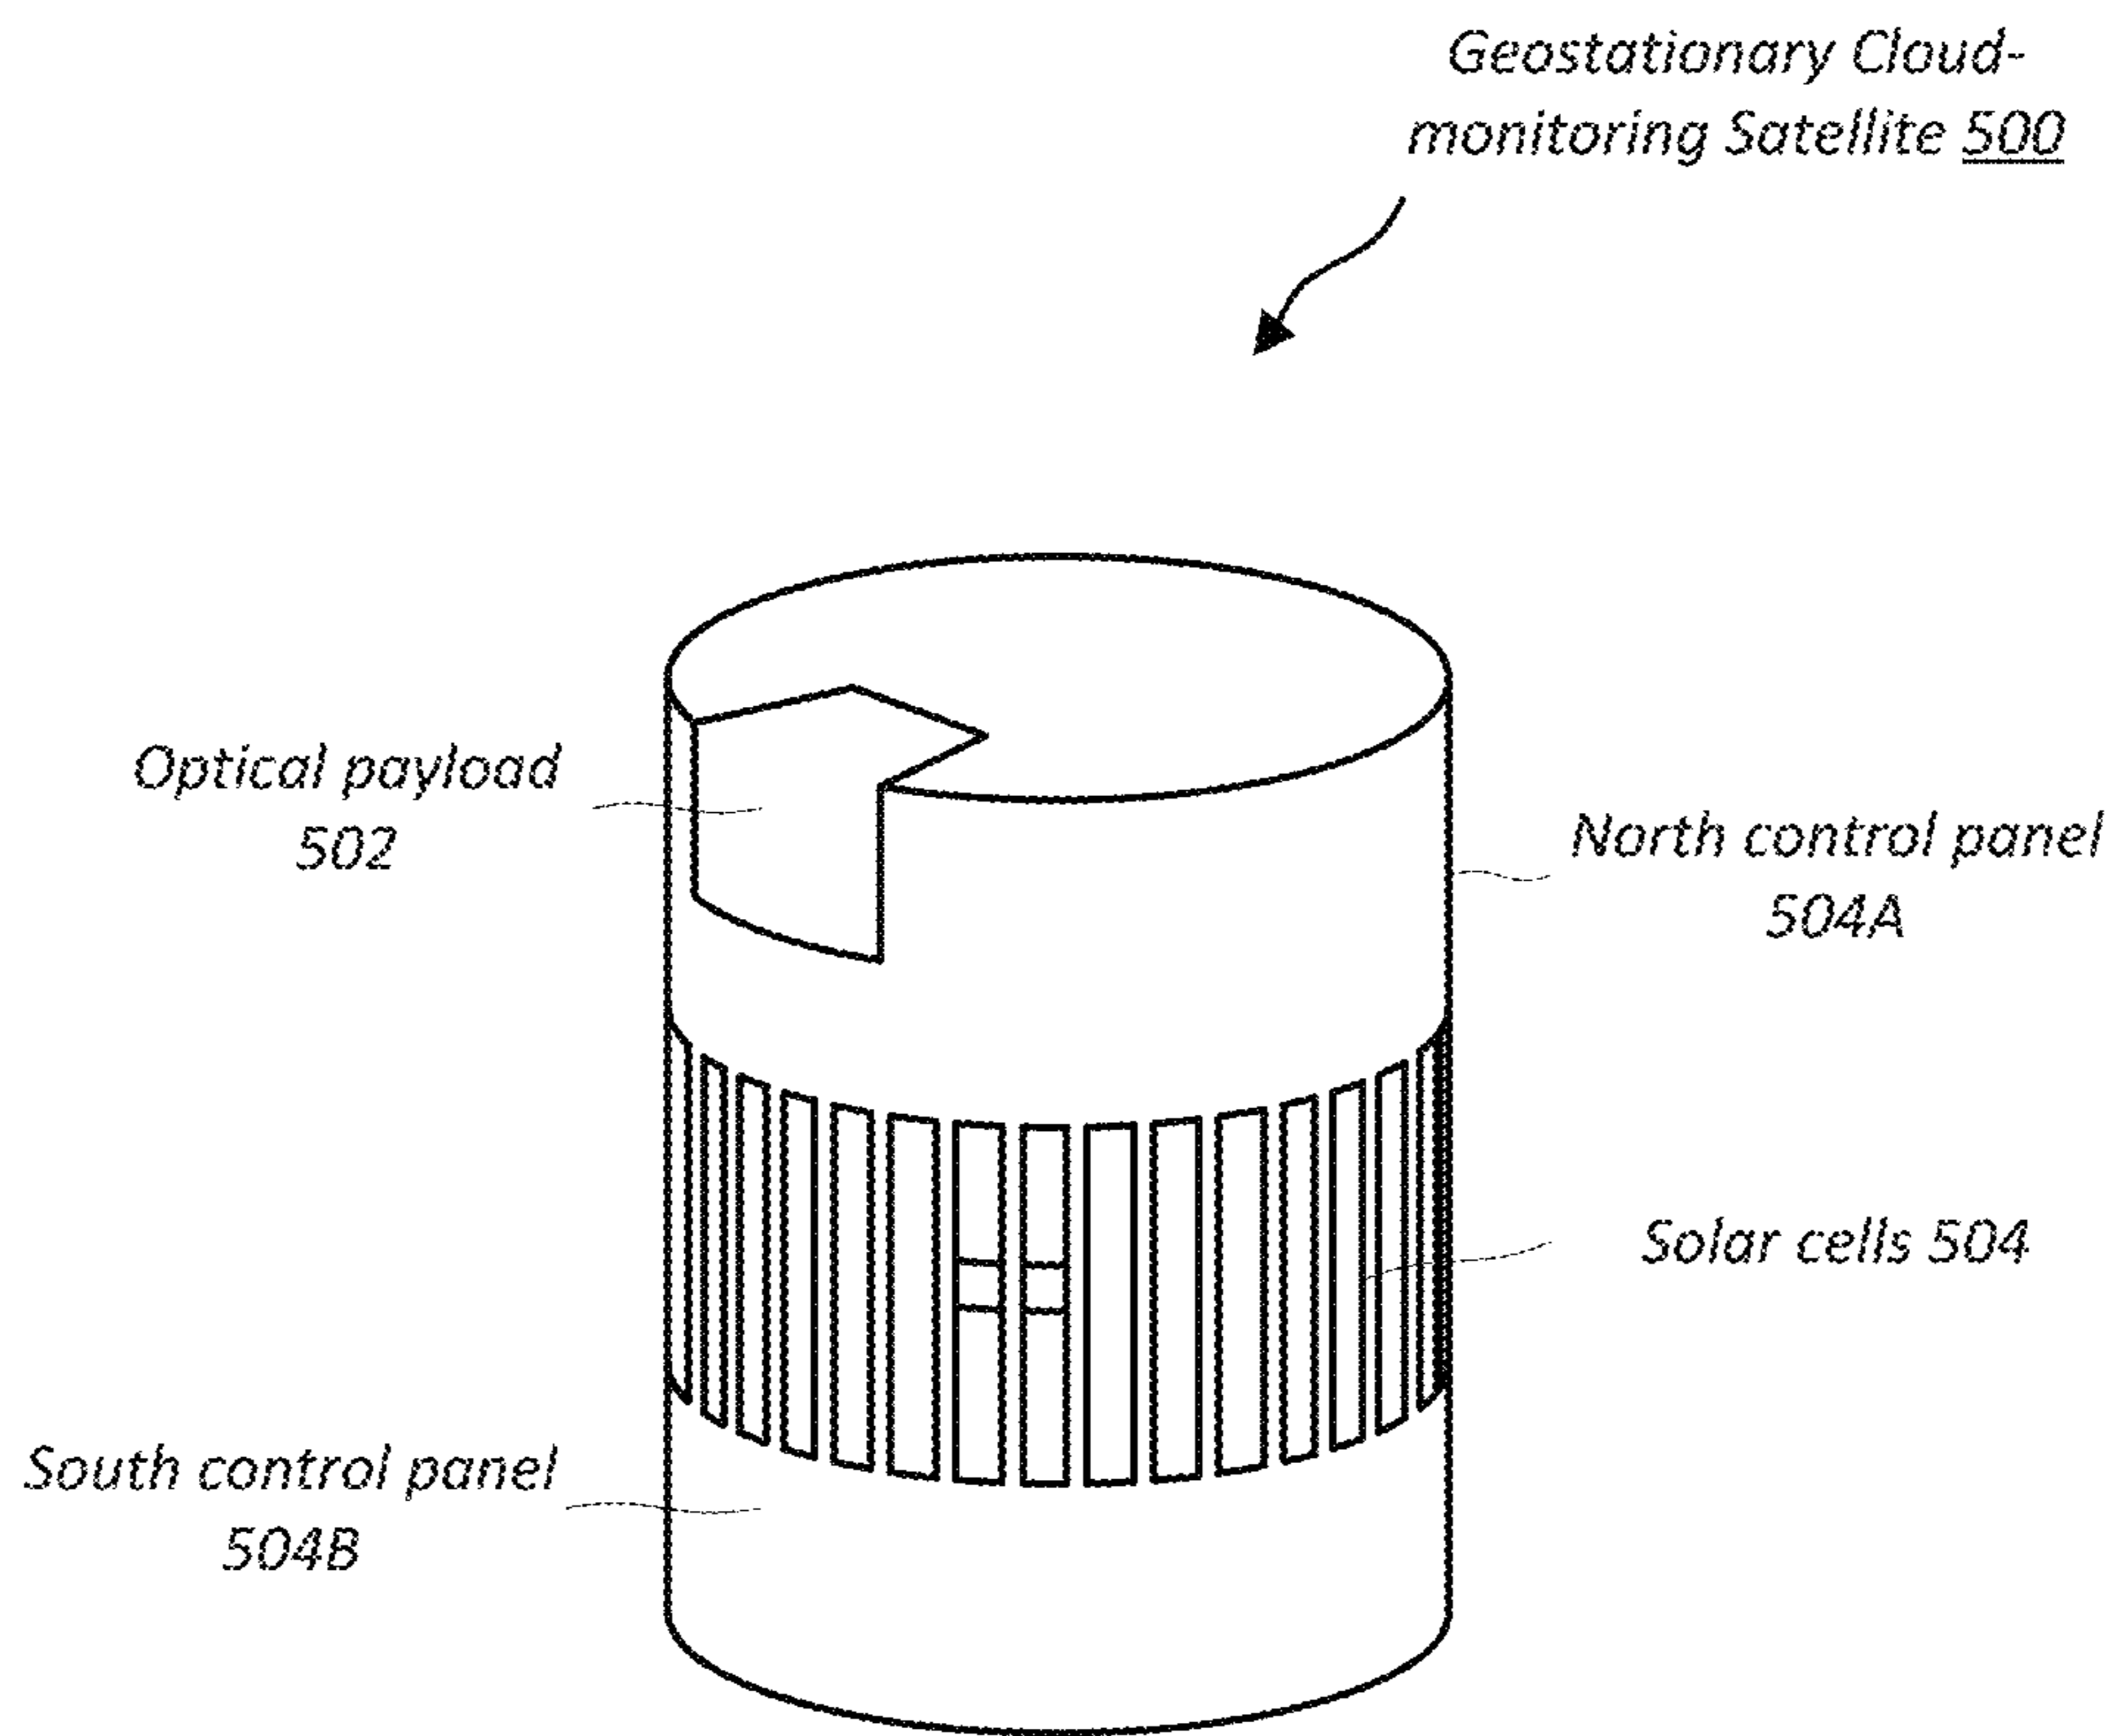 Geostationary Cloud-
monitoring Satellite 500
Optical payload
502
North control panel
504A
Solar cells 504
South control panel
504B